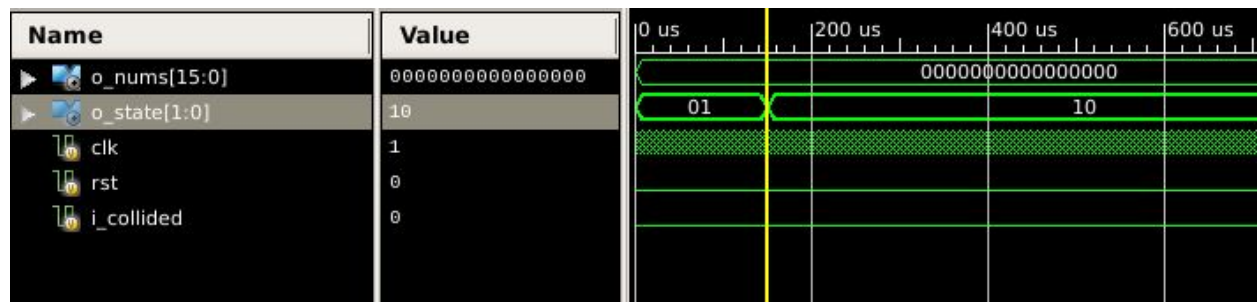 Name Value 0 us 200 us 400 us 600 us
o_nums[15:0] 0000000000000000 0000000000000000
o_state[1:0] 10 01 10
clk 1
rst 0
i_collided 0